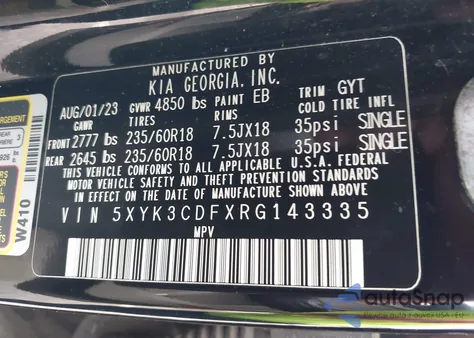 MANUFACTURED BY
KIA GEORGIA, INC.
AUG/01/23 GVWR 4850 lbs PAINT EB TRIM GYT
GAWR TIRES RIMS COLD TIRE INFL
FRONT 2777 lbs 235/60R18 7.5JX18 35psi SINGLE
REAR 2645 lbs 235/60R18 7.5JX18 35psi SINGLE
THIS VEHICLE CONFORMS TO ALL APPLICABLE U.S.A. FEDERAL
MOTOR VEHICLE SAFETY, BUMPER AND THEFT PREVENTION STANDARDS
IN EFFECT ON THE DATE OF MANUFACTURE SHOWN ABOVE.
VIN 5XYK3CDFXRG143335
MPV
REAR 3
W410
autoSnap